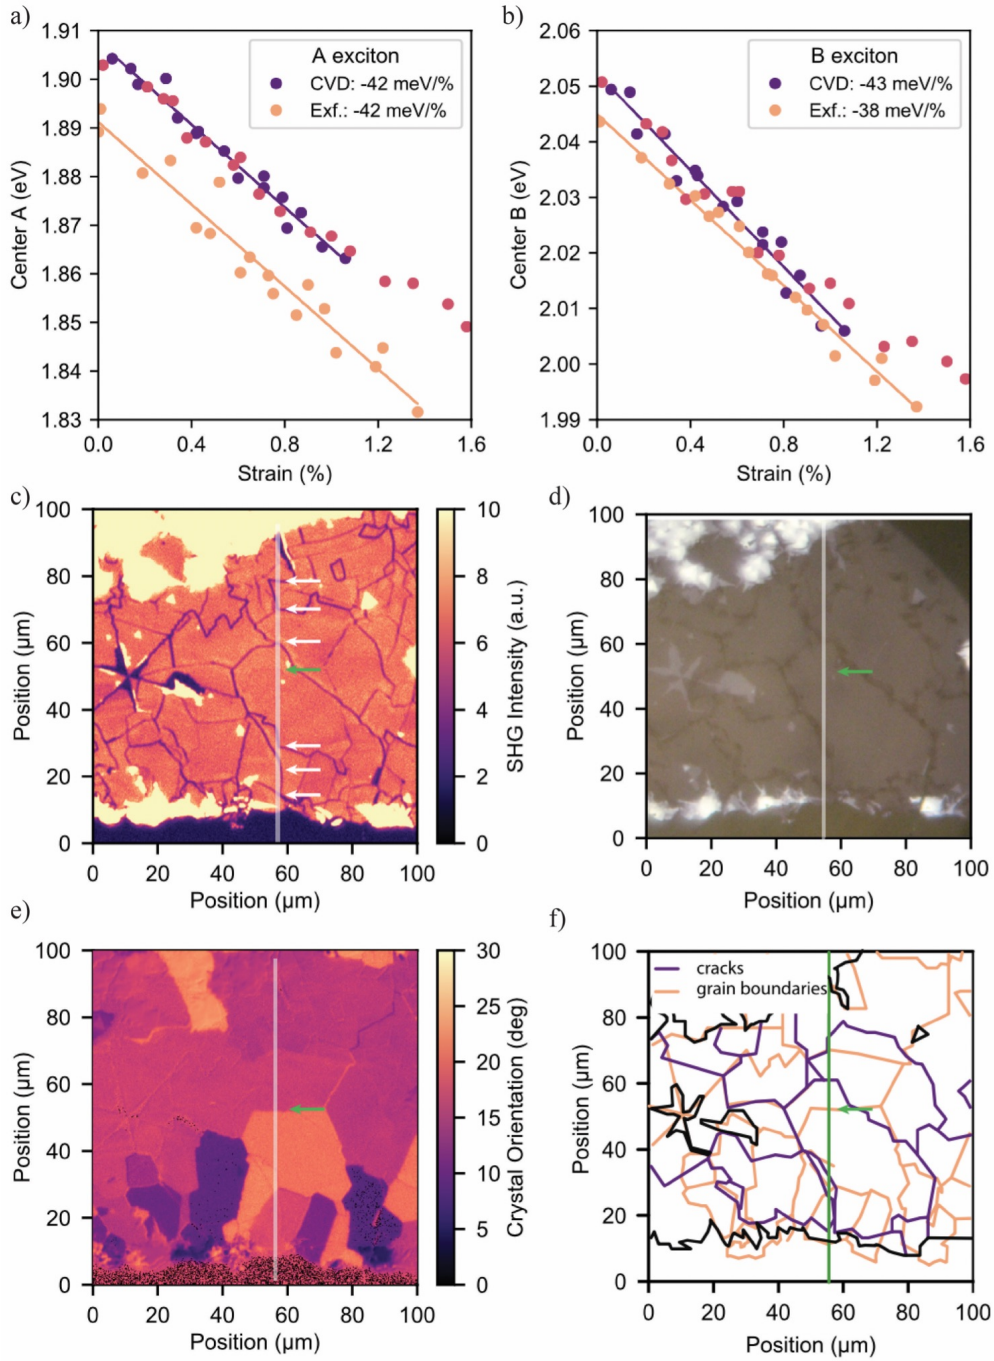 a)
1.91
1.90
1.89
1.88
1.87
1.86
1.85
1.84
1.83
Center A (eV)
A exciton
CVD: -42 meV/%
Exf.: -42 meV/%
0.0 0.4 0.8 1.2 1.6
Strain (%)
b)
2.06
2.05
2.04
2.03
2.02
2.01
2.00
1.99
Center B (eV)
B exciton
CVD: -43 meV/%
Exf.: -38 meV/%
0.0 0.4 0.8 1.2 1.6
Strain (%)
c)
100
80
60
40
20
0
Position (μm)
0 20 40 60 80 100
Position (μm)
10
8
6
4
2
0
SHG Intensity (a.u.)
d)
100
80
60
40
20
0
Position (μm)
0 20 40 60 80 100
Position (μm)
e)
100
80
60
40
20
0
Position (μm)
0 20 40 60 80 100
Position (μm)
30
25
20
15
10
5
0
Crystal Orientation (deg)
f)
100
80
60
40
20
0
Position (μm)
cracks
grain boundaries
0 20 40 60 80 100
Position (μm)